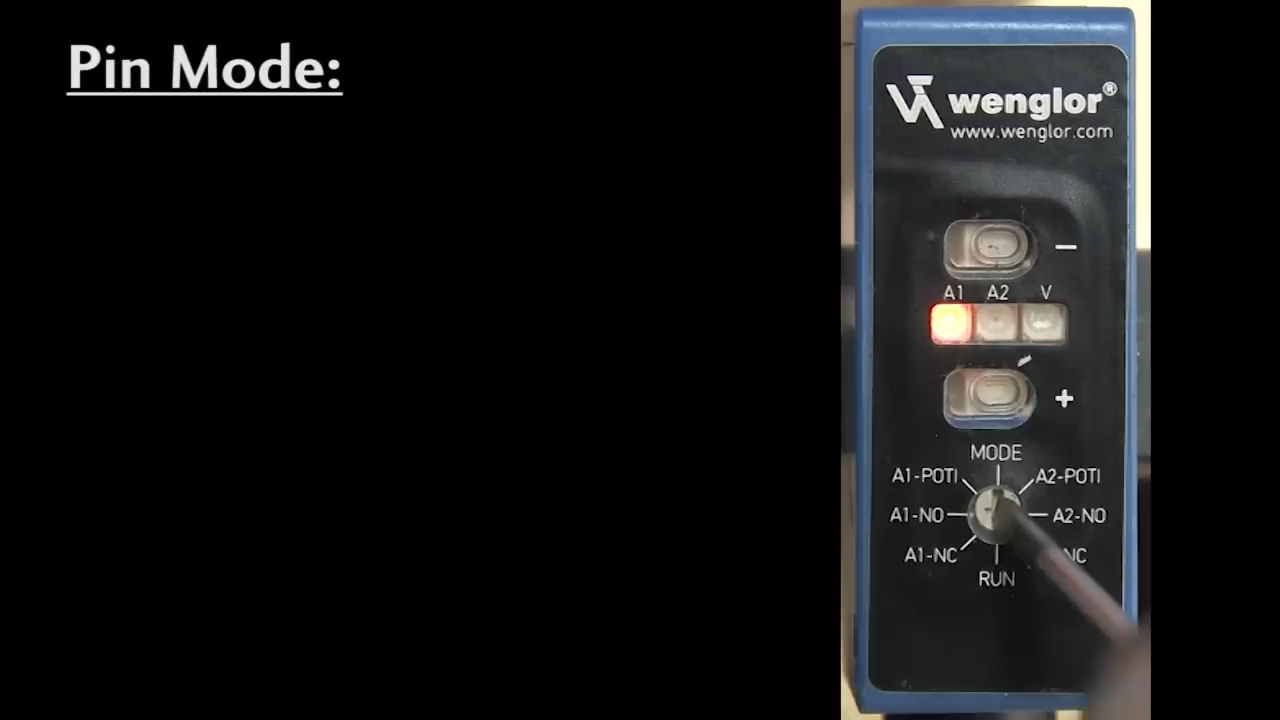 Pin Mode:
wenglor®
www.wenglor.com
−
A1 A2 V
+
MODE
A1-POTI A2-POTI
A1-NO A2-NO
A1-NC NC
RUN